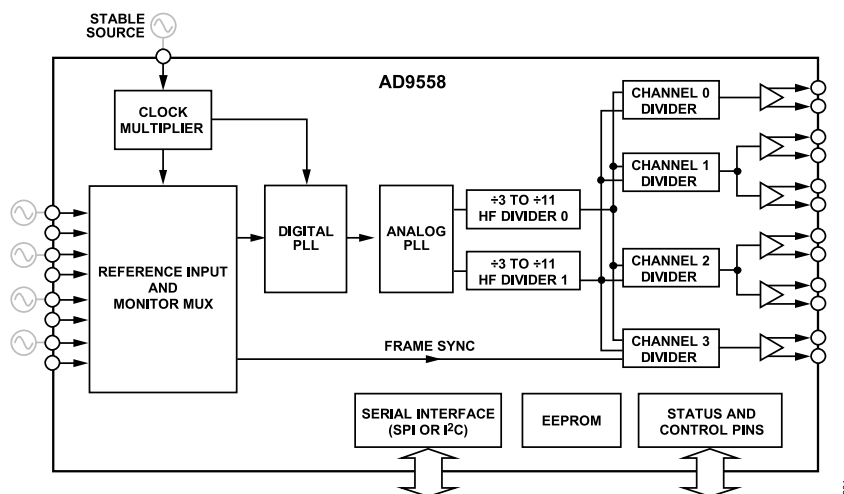 STABLE
SOURCE
AD9558
CLOCK
MULTIPLIER
CHANNEL 0
DIVIDER
CHANNEL 1
DIVIDER
REFERENCE INPUT
AND
MONITOR MUX
DIGITAL
PLL
ANALOG
PLL
÷3 TO ÷11
HF DIVIDER 0
÷3 TO ÷11
HF DIVIDER 1
CHANNEL 2
DIVIDER
FRAME SYNC
CHANNEL 3
DIVIDER
SERIAL INTERFACE
(SPI OR I²C)
EEPROM
STATUS AND
CONTROL PINS